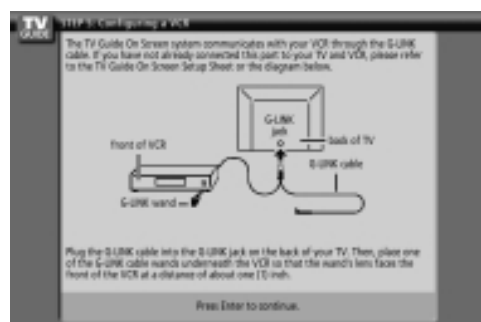 TV
GUIDE
STEP 5: Configuring a VCR
The TV Guide On Screen system communicates with your VCR through the G-LINK
cable. If you have not already connected this part to your TV and VCR, please refer
to the TV Guide On Screen Setup Sheet or the diagram below.
G-LINK
jack
front of VCR
back of TV
G-LINK cable
G-LINK wand
Plug the G-LINK cable into the G-LINK jack on the back of your TV. Then, place one
of the G-LINK cable wands underneath the VCR so that the wand's lens faces the
front of the VCR at a distance of about one (1) inch.
Press Enter to continue.